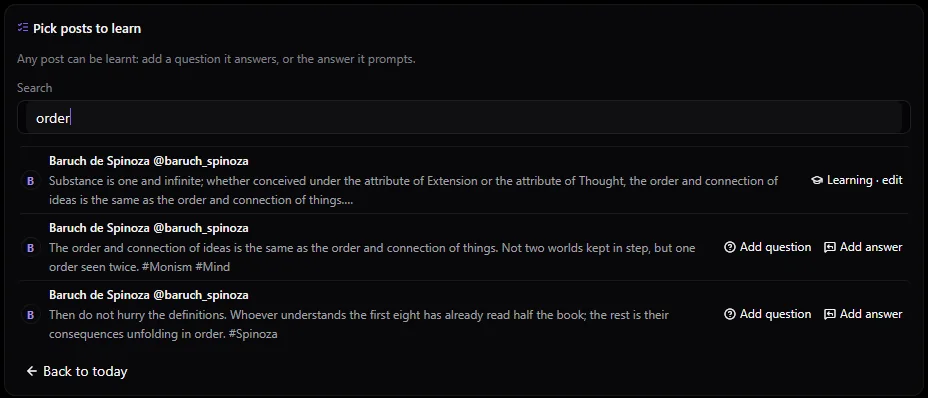 Pick posts to learn
Any post can be learnt: add a question it answers, or the answer it prompts.
Search
order
Baruch de Spinoza @baruch_spinoza
B
Substance is one and infinite; whether conceived under the attribute of Extension or the attribute of Thought, the order and connection of
ideas is the same as the order and connection of things....
Learning · edit
Baruch de Spinoza @baruch_spinoza
B
The order and connection of ideas is the same as the order and connection of things. Not two worlds kept in step, but one
order seen twice. #Monism #Mind
Add question Add answer
Baruch de Spinoza @baruch_spinoza
B
Then do not hurry the definitions. Whoever understands the first eight has already read half the book; the rest is their
consequences unfolding in order. #Spinoza
Add question Add answer
Back to today